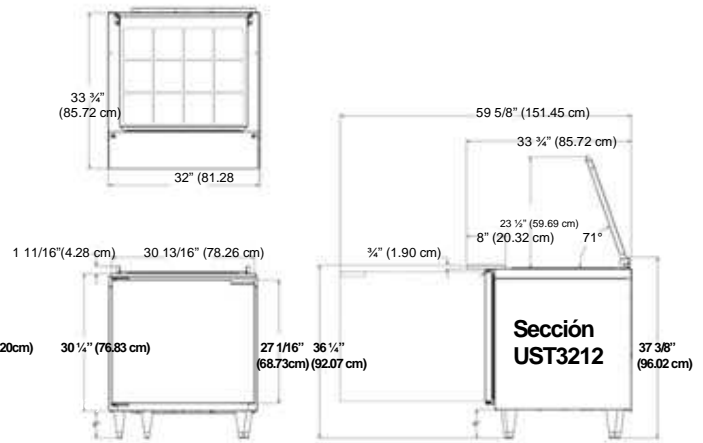 33 ¾”
(85.72 cm)
32” (81.28
59 5/8” (151.45 cm)
33 ¾” (85.72 cm)
23 ½” (59.69 cm)
8” (20.32 cm)
71°
¾” (1.90 cm)
1 11/16”(4.28 cm)
30 13/16” (78.26 cm)
20cm)
30 ¼” (76.83 cm)
27 1/16”
(68.73cm)
36 ¼”
(92.07 cm)
Sección
UST3212
37 3/8”
(96.02 cm)